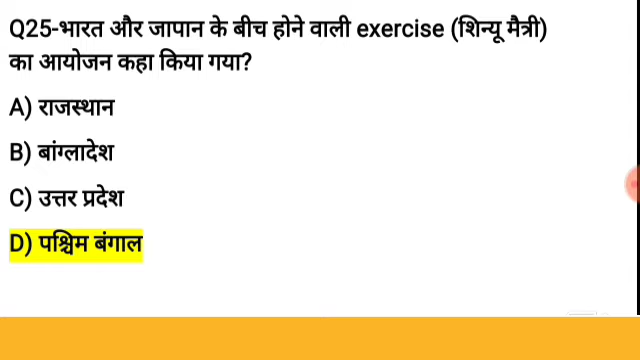 Q25-भारत और जापान के बीच होने वाली exercise (शिन्यू मैत्री)
का आयोजन कहा किया गया?
A) राजस्थान
B) बांग्लादेश
C) उत्तर प्रदेश
D) पश्चिम बंगाल